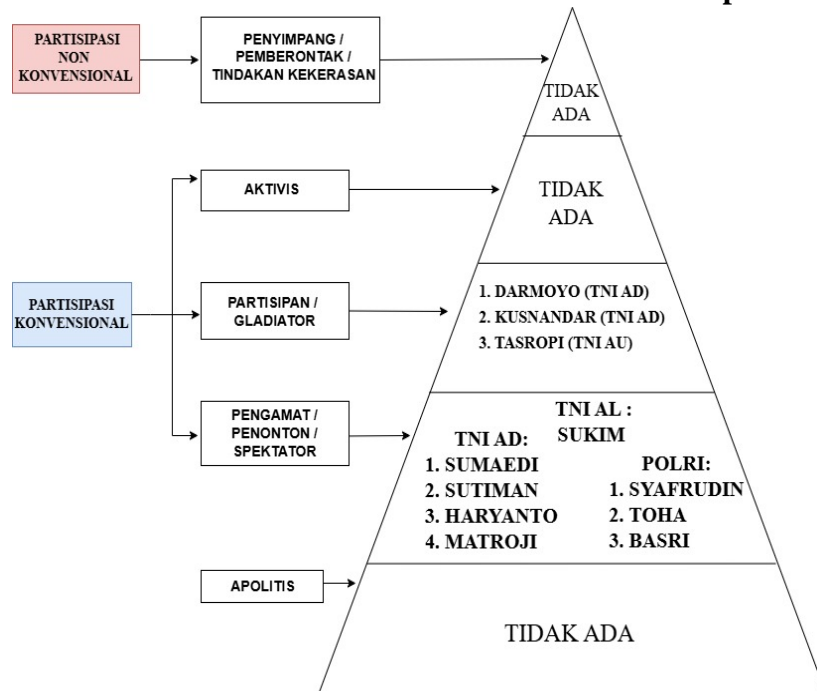 PARTISIPASI
NON
KONVENSIONAL
PENYIMPANG /
PEMBERONTAK /
TINDAKAN KEKERASAN
TIDAK
ADA
AKTIVIS
TIDAK
ADA
PARTISIPASI
KONVENSIONAL
PARTISIPAN /
GLADIATOR
1. DARMOYO (TNI AD)
2. KUSNANDAR (TNI AD)
3. TASROPI (TNI AU)
PENGAMAT /
PENONTON /
SPEKTATOR
TNI AL :
SUKIM
TNI AD:
1. SUMAEDI
2. SUTIMAN
3. HARYANTO
4. MATROJI
POLRI:
1. SYAFRUDIN
2. TOHA
3. BASRI
APOLITIS
TIDAK ADA